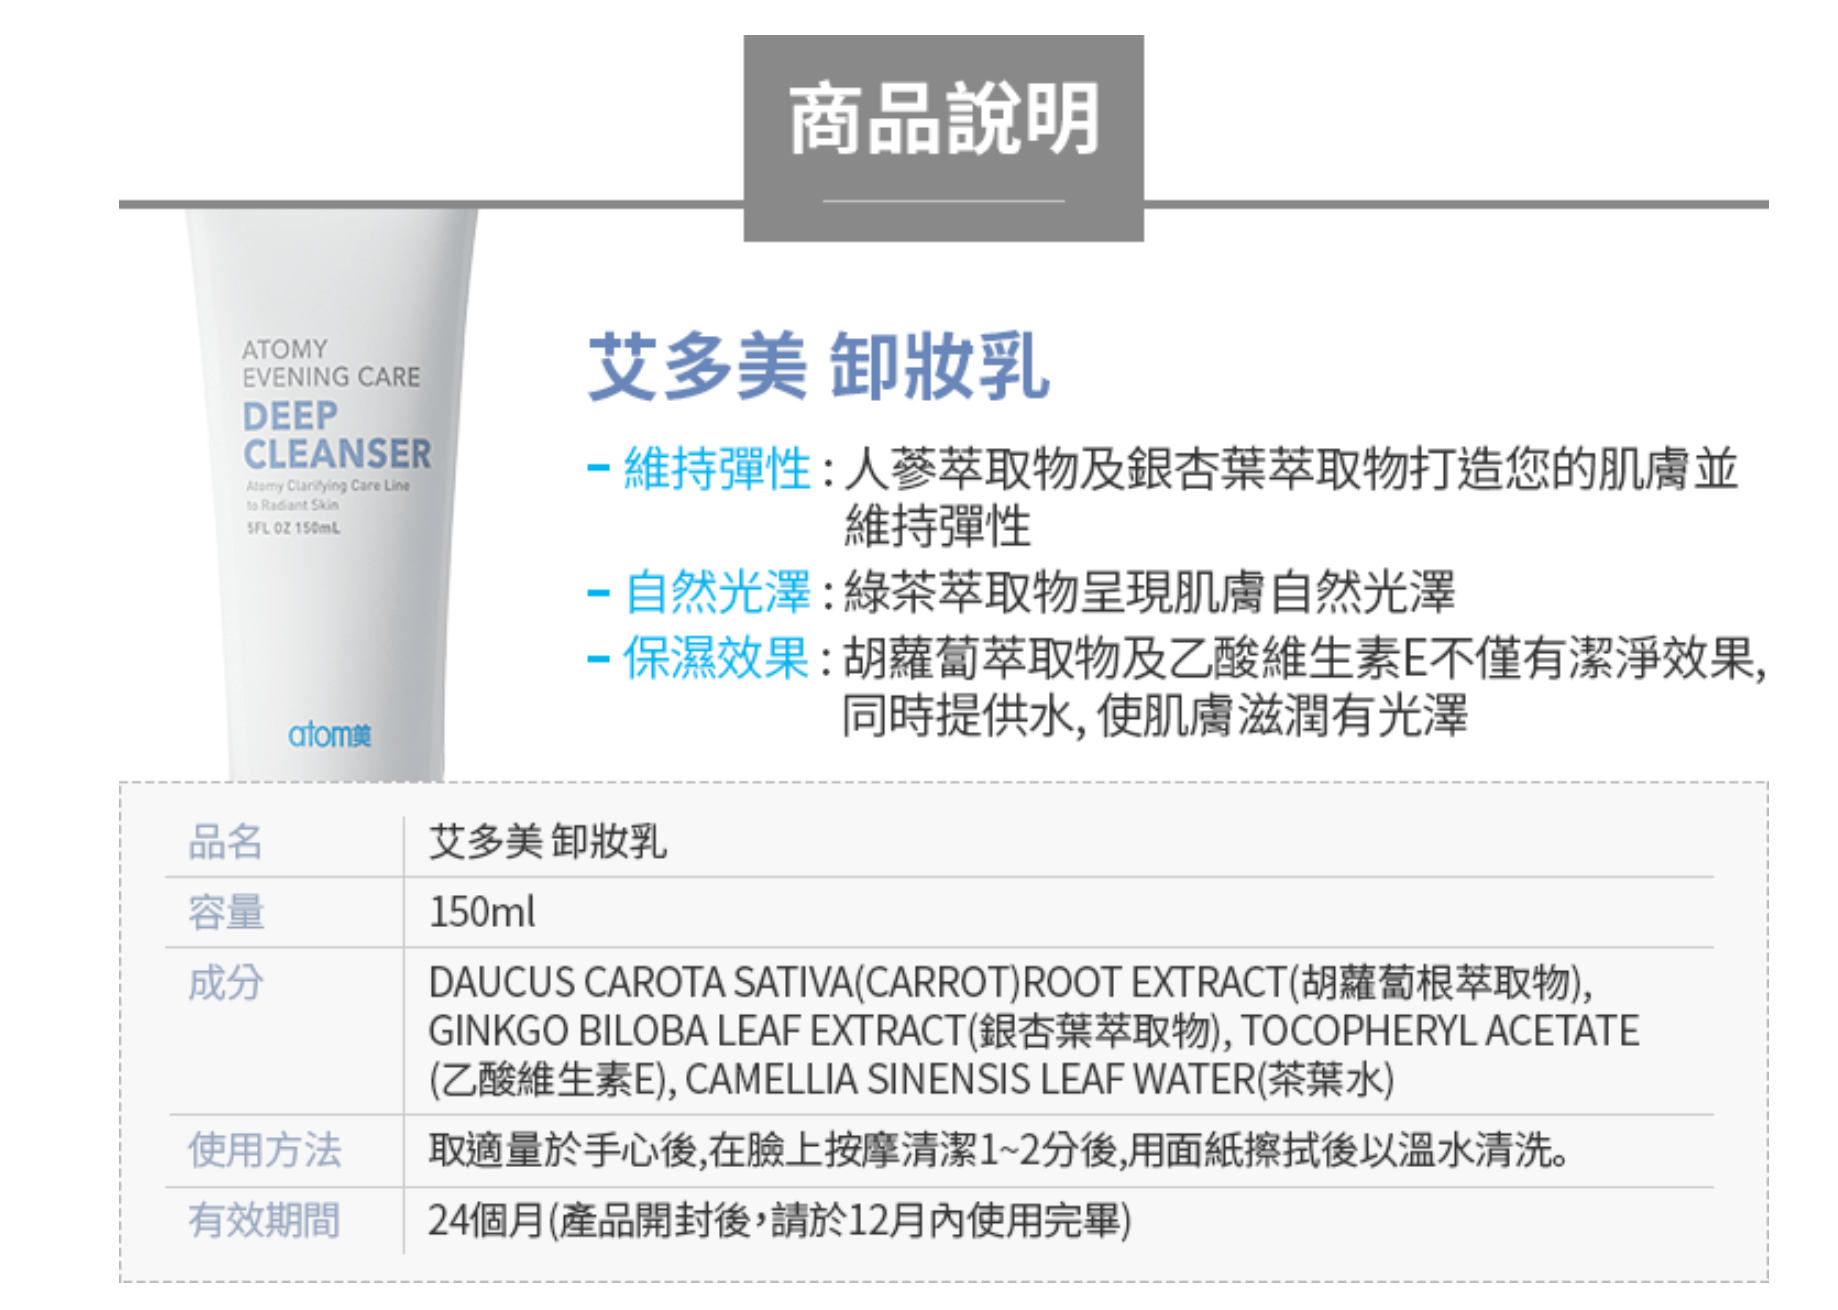 商品說明
ATOMY
EVENING CARE
DEEP
CLEANSER
Atomy Clarifying Care Line
to Radiant Skin
5FL OZ 150mL
atom美
艾多美 卸妝乳
- 維持彈性 : 人蔘萃取物及銀杏葉萃取物打造您的肌膚並
維持彈性
- 自然光澤 : 綠茶萃取物呈現肌膚自然光澤
- 保濕效果 : 胡蘿蔔萃取物及乙酸維生素E不僅有潔淨效果,
同時提供水, 使肌膚滋潤有光澤
品名 艾多美 卸妝乳
容量 150ml
成分 DAUCUS CAROTA SATIVA(CARROT)ROOT EXTRACT(胡蘿蔔根萃取物),
GINKGO BILOBA LEAF EXTRACT(銀杏葉萃取物), TOCOPHERYL ACETATE
(乙酸維生素E), CAMELLIA SINENSIS LEAF WATER(茶葉水)
使用方法 取適量於手心後,在臉上按摩清潔1~2分後,用面紙擦拭後以溫水清洗。
有效期間 24個月(產品開封後,請於12月內使用完畢)